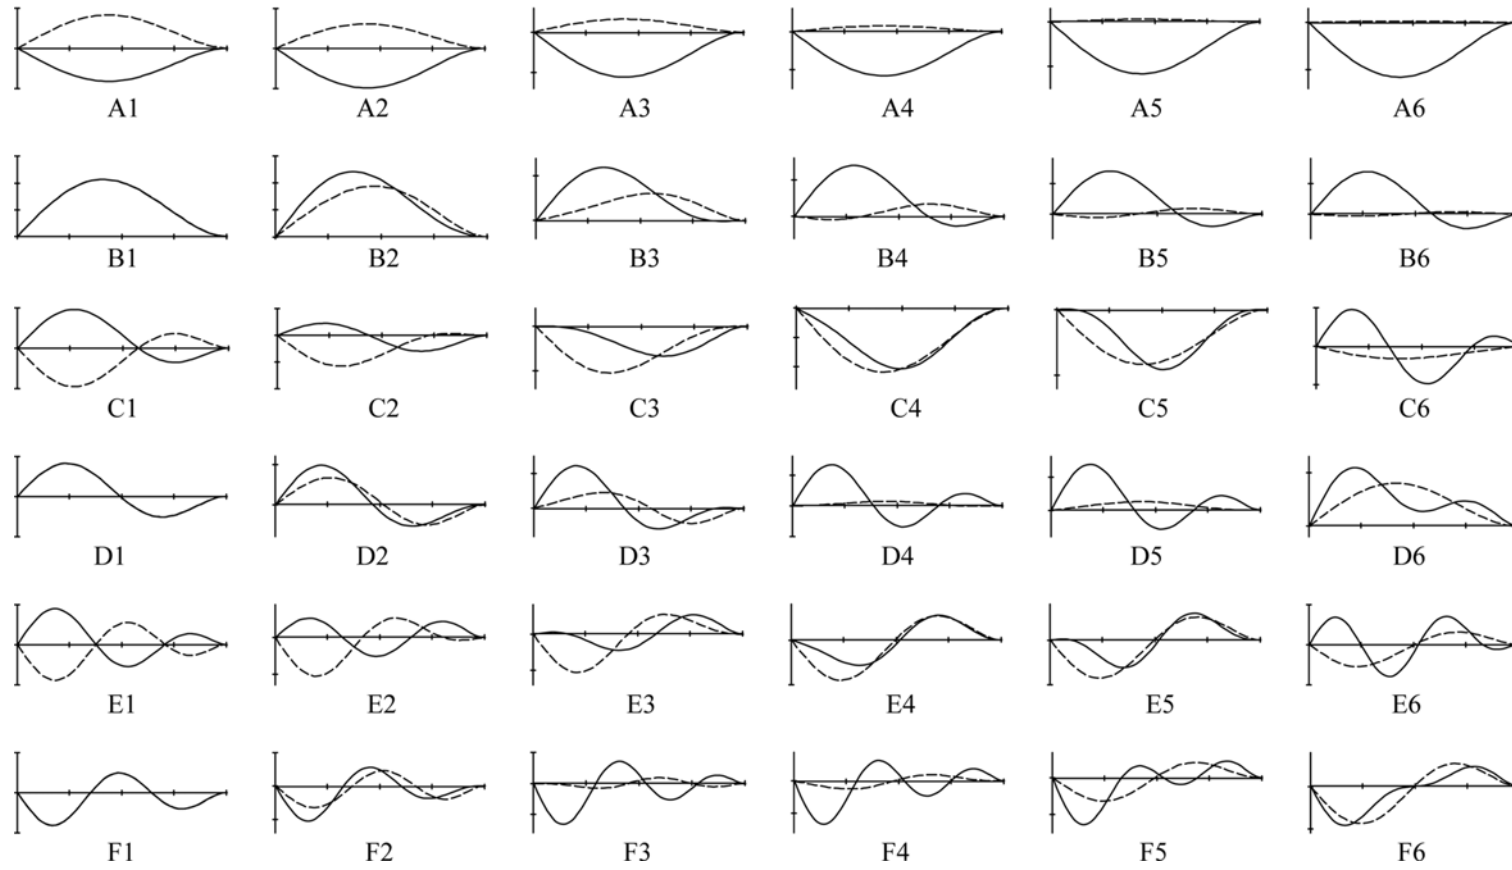 A1 A2 A3 A4 A5 A6
B1 B2 B3 B4 B5 B6
C1 C2 C3 C4 C5 C6
D1 D2 D3 D4 D5 D6
E1 E2 E3 E4 E5 E6
F1 F2 F3 F4 F5 F6